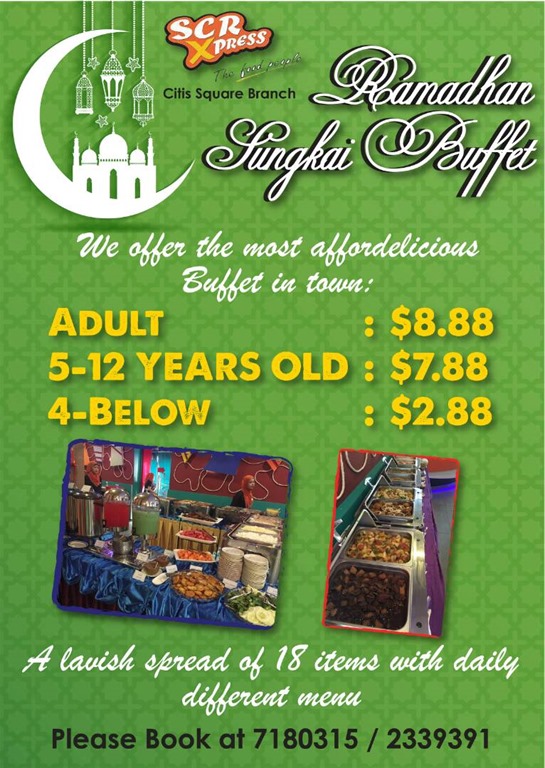 SCR
XPRESS
The food people
Citis Square Branch
Ramadhan
Sungkai Buffet
We offer the most affordelicious
Buffet in town:
ADULT : $8.88
5-12 YEARS OLD : $7.88
4-BELOW : $2.88
A lavish spread of 18 items with daily
different menu
Please Book at 7180315 / 2339391